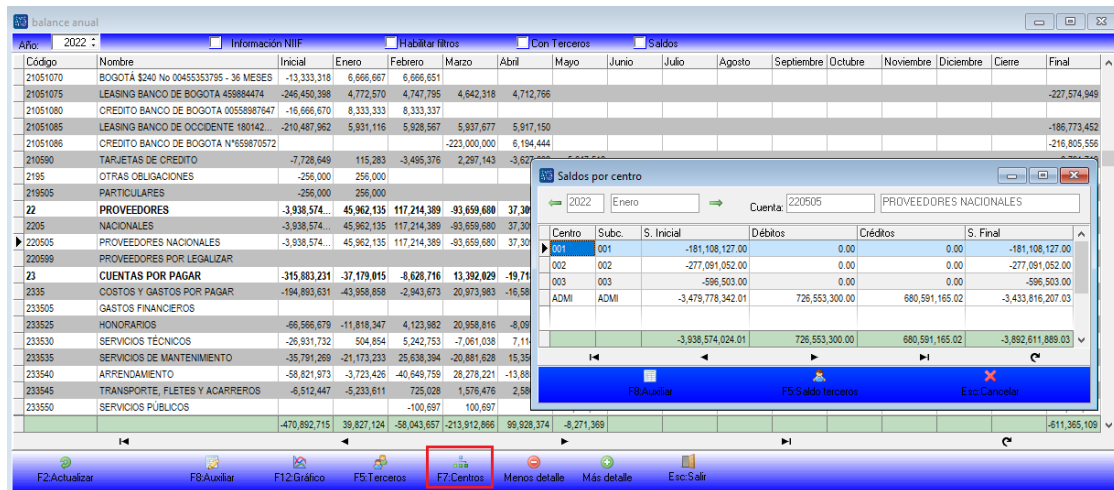 balance anual
Año: 2022 Información NIIF Habilitar filtros Con Terceros Saldos
Código Nombre Inicial Enero Febrero Marzo Abril Mayo Junio Julio Agosto Septiembre Octubre Noviembre Diciembre Cierre Final
21051070 BOGOTÁ $240 No 00455353795 - 36 MESES -13,333,318 6,666,667 6,666,651
21051075 LEASING BANCO DE BOGOTA 459884474 -246,450,398 4,772,570 4,747,795 4,642,318 4,712,766 -227,574,949
21051080 CREDITO BANCO DE BOGOTA 00558987647 -16,666,670 8,333,333 8,333,337
21051085 LEASING BANCO DE OCCIDENTE 180142... -210,487,962 5,931,116 5,928,567 5,937,677 5,917,150 -186,773,452
21051086 CREDITO BANCO DE BOGOTA N°659870572 -223,000,000 6,194,444 -216,805,556
210590 TARJETAS DE CREDITO -7,728,649 115,283 -3,495,376 2,297,143
2195 OTRAS OBLIGACIONES -256,000 256,000
219505 PARTICULARES -256,000 256,000
22 PROVEEDORES -3,938,574... 45,962,135 117,214,389 -93,659,680 37,30
2205 NACIONALES -3,938,574... 45,962,135 117,214,389 -93,659,680 37,30
220505 PROVEEDORES NACIONALES -3,938,574... 45,962,135 117,214,389 -93,659,680 37,30
220599 PROVEEDORES POR LEGALIZAR
23 CUENTAS POR PAGAR -315,883,231 -37,179,015 -8,628,716 13,392,029 -19,71
2335 COSTOS Y GASTOS POR PAGAR -194,893,631 -43,958,858 -2,943,673 20,973,983 -16,58
233505 GASTOS FINANCIEROS
233525 HONORARIOS -66,566,679 -11,818,347 4,123,982 20,958,816 -8,09
233530 SERVICIOS TÉCNICOS -26,931,732 504,854 5,242,753 -7,061,038 7,11
233535 SERVICIOS DE MANTENIMIENTO -35,791,269 -21,173,233 25,638,394 -20,881,628 15,35
233540 ARRENDAMIENTO -58,821,973 -3,723,426 -40,649,759 28,278,221 -13,88
233545 TRANSPORTE, FLETES Y ACARREROS -6,512,447 -5,233,611 725,028 1,576,476 2,58
233550 SERVICIOS PÚBLICOS -100,697 100,697
-470,892,715 39,827,124 -58,043,657 -213,912,866 99,928,374 -8,271,369 -611,365,109
F2:Actualizar F8:Auxiliar F12:Gráfico F5:Terceros F7:Centros Menos detalle Más detalle Esc:Salir
Saldos por centro
2022 Enero Cuenta: 220505 PROVEEDORES NACIONALES
Centro Subc. S. Inicial Débitos Créditos S. Final
001 001 -181,108,127.00 0.00 0.00 -181,108,127.00
002 002 -277,091,052.00 0.00 0.00 -277,091,052.00
003 003 -596,503.00 0.00 0.00 -596,503.00
ADMI ADMI -3,479,778,342.01 726,553,300.00 680,591,165.02 -3,433,816,207.03
-3,938,574,024.01 726,553,300.00 680,591,165.02 -3,892,611,889.03
F8:Auxiliar F5:Saldo terceros Esc:Cancelar